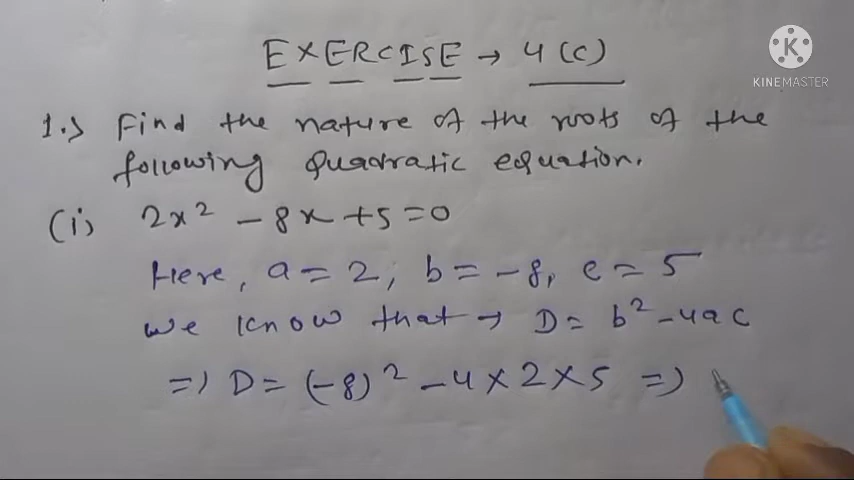 EXERCISE → 4 (C)
K
KINEMASTER
1.) Find the nature of the roots of the
following Quadratic equation.
(i) 2x² - 8x + 5 = 0
Here, a = 2, b = -8, c = 5
We know that → D = b² - 4ac
=) D = (-8)² - 4 × 2 × 5 =)